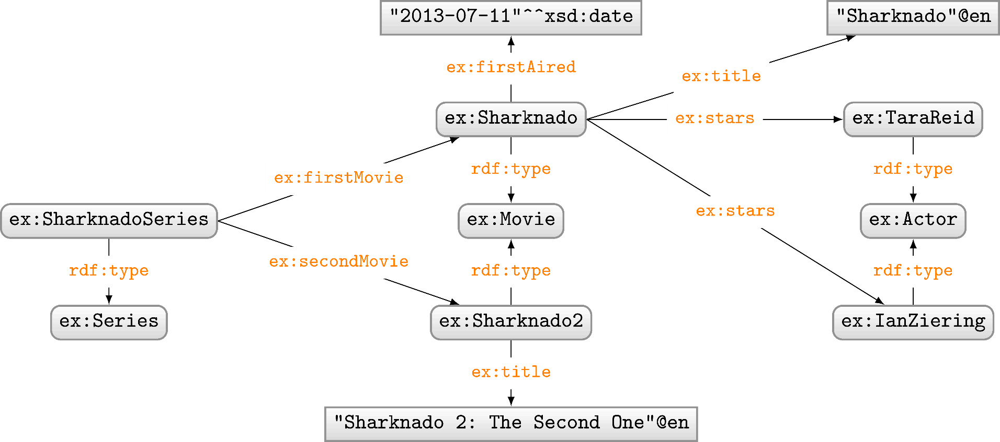 "2013-07-11"^^xsd:date
"Sharknado"@en
ex:firstAired
ex:title
ex:Sharknado
ex:stars
ex:TaraReid
ex:firstMovie
rdf:type
rdf:type
ex:stars
ex:SharknadoSeries
ex:Movie
ex:Actor
rdf:type
ex:secondMovie
rdf:type
rdf:type
ex:Series
ex:Sharknado2
ex:IanZiering
ex:title
"Sharknado 2: The Second One"@en